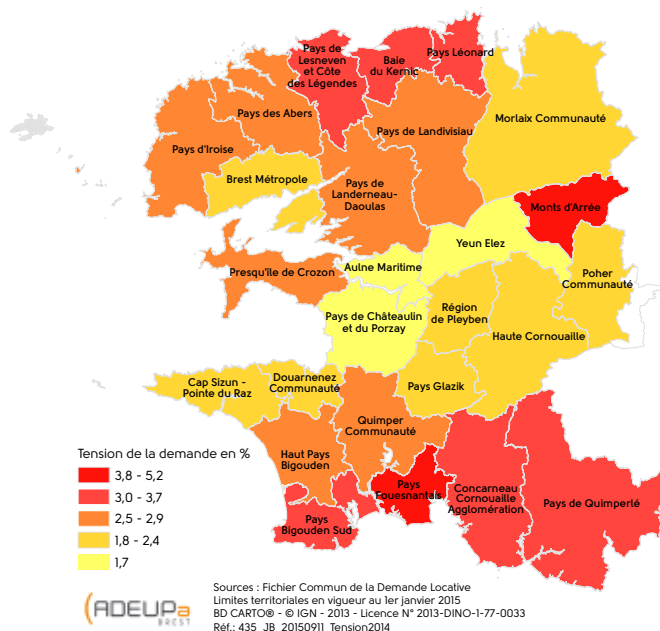 Pays de
Lesneven
et Côte
des Légendes
Baie
du Kernic
Pays Léonard
Pays des Abers
Morlaix Communauté
Pays de Landivisiau
Pays d'Iroise
Brest Métropole
Pays de
Landerneau-
Daoulas
Monts d'Arrée
Yeun Elez
Presqu'île de Crozon
Aulne Maritime
Poher
Communauté
Pays de Châteaulin
et du Porzay
Région
de Pleyben
Haute Cornouaille
Cap Sizun -
Pointe du Raz
Douarnenez
Communauté
Pays Glazik
Quimper
Communauté
Haut Pays
Bigouden
Pays
Fouesnantais
Concarneau
Cornouaille
Agglomération
Pays de Quimperlé
Pays
Bigouden Sud
Tension de la demande en %
3,8 - 5,2
3,0 - 3,7
2,5 - 2,9
1,8 - 2,4
1,7
ADEUPa
BREST
Sources : Fichier Commun de la Demande Locative
Limites territoriales en vigueur au 1er janvier 2015
BD CARTO® - © IGN - 2013 - Licence N° 2013-DINO-1-77-0033
Réf.: 435_JB_20150911_Tension2014